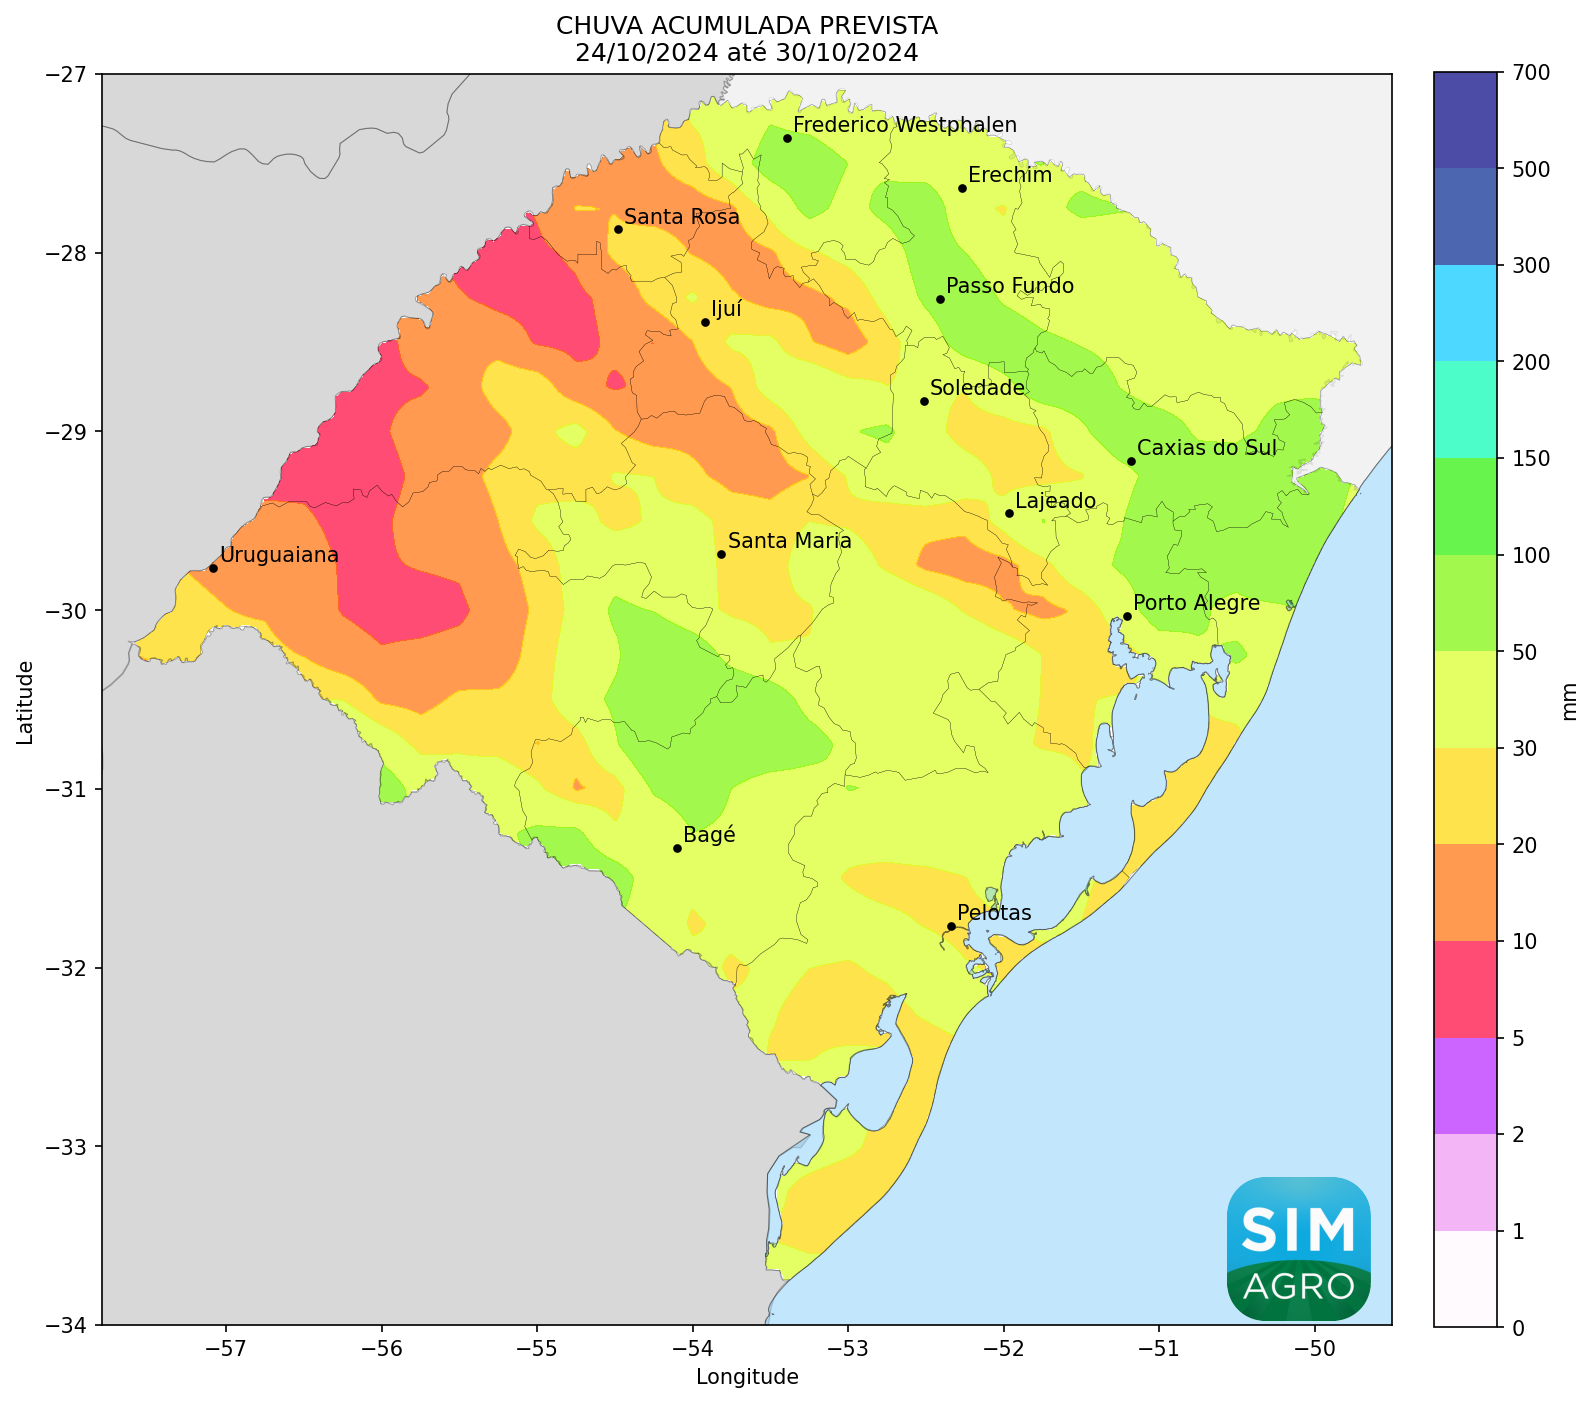 CHUVA ACUMULADA PREVISTA
24/10/2024 até 30/10/2024
−27
−28
−29
−30
−31
−32
−33
−34
Latitude
Frederico Westphalen
Erechim
Santa Rosa
Passo Fundo
Ijuí
Soledade
Caxias do Sul
Lajeado
Santa Maria
Uruguaiana
Porto Alegre
Bagé
Pelotas
SIM
AGRO
−57
−56
−55
−54
−53
−52
−51
−50
Longitude
700
500
300
200
150
100
50
30
20
10
5
2
1
0
mm